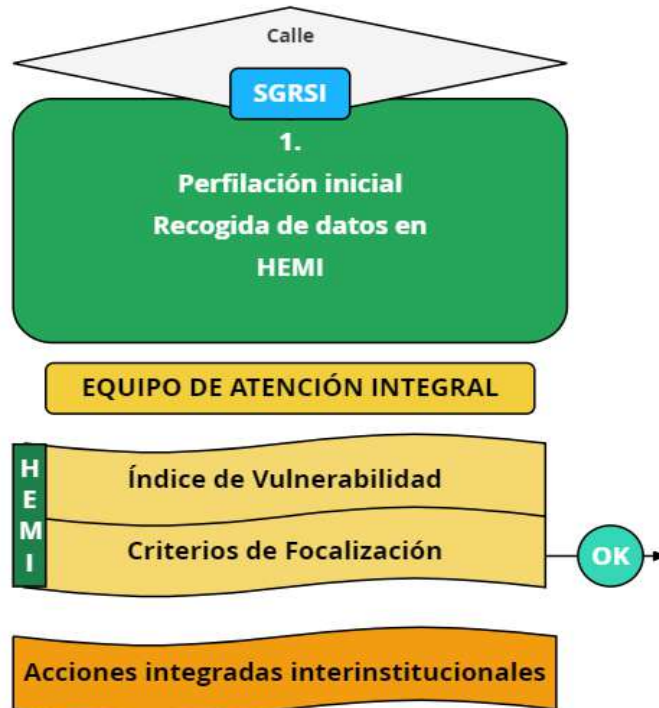 Calle
SGRSI
1.
Perfilación inicial
Recogida de datos en
HEMI
EQUIPO DE ATENCIÓN INTEGRAL
HEMI
Índice de Vulnerabilidad
Criterios de Focalización
OK
Acciones integradas interinstitucionales